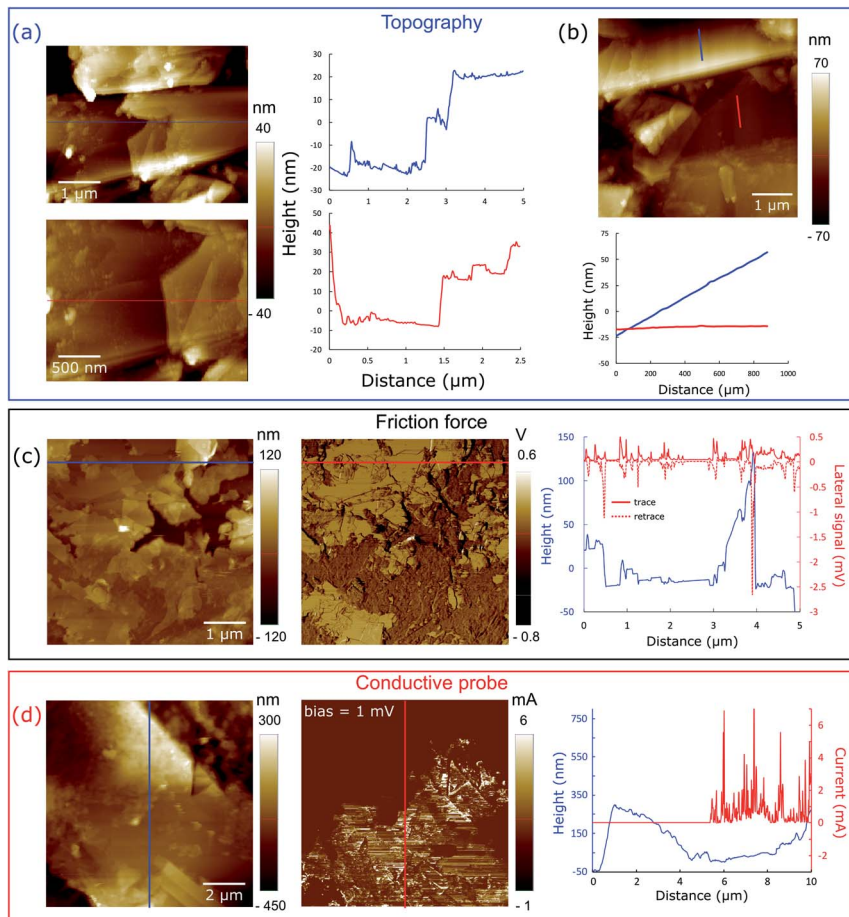 Topography
(a)
nm
40
- 40
1 µm
500 nm
Height (nm)
30
20
10
0
-10
-20
-30
0
1
2
3
4
5
50
40
30
20
10
0
-10
-20
0
0.5
1
1.5
2
2.5
Distance (µm)
(b)
nm
70
- 70
1 µm
Height (nm)
75
50
25
0
-25
-50
0
200
400
600
800
1000
Distance (µm)
Friction force
(c)
nm
120
- 120
1 µm
V
0.6
- 0.8
Height (nm)
150
100
50
0
-50
trace
retrace
0.5
0
-0.5
-1
-1.5
-2
-2.5
-3
Lateral signal (mV)
0
1
2
3
4
5
Distance (µm)
Conductive probe
(d)
nm
300
- 450
2 µm
bias = 1 mV
mA
6
- 1
Height (nm)
750
550
350
150
-50
6
4
2
0
2
Current (mA)
0
2
4
6
8
10
Distance (µm)